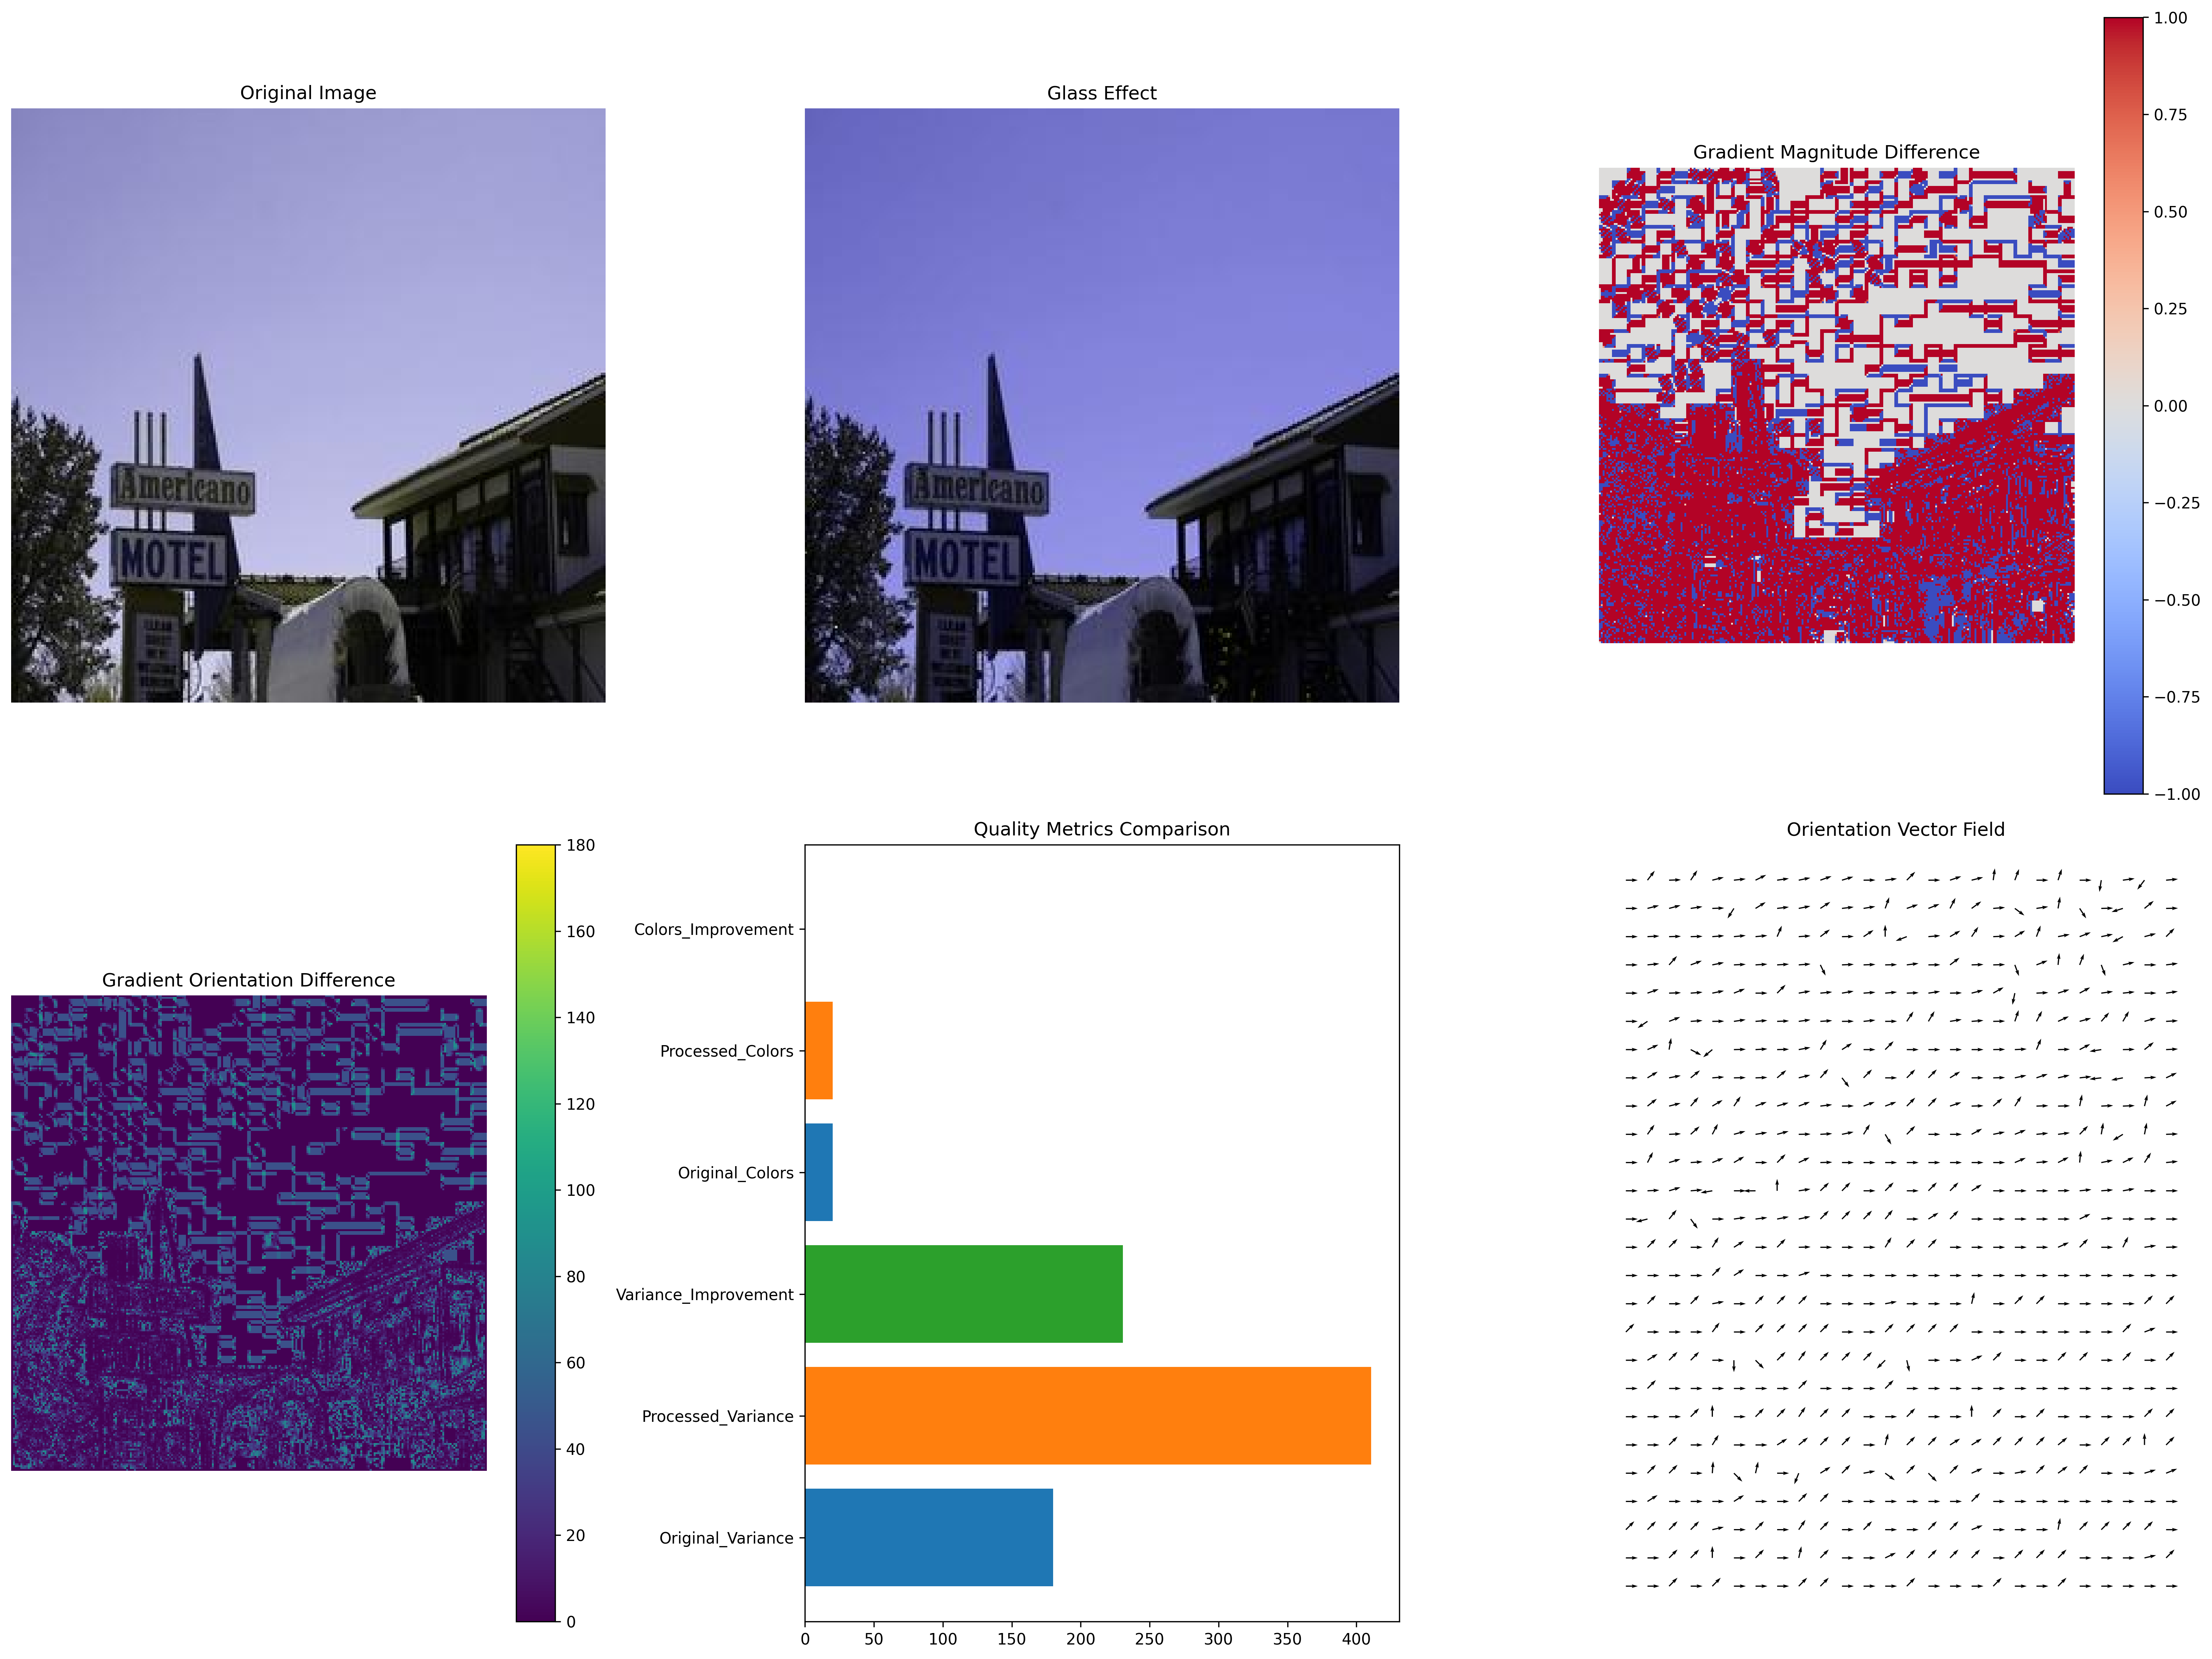 Original Image
Glass Effect
Gradient Magnitude Difference
1.00
0.75
0.50
0.25
0.00
−0.25
−0.50
−0.75
−1.00
Americano
MOTEL
Americano
MOTEL
Gradient Orientation Difference
180
160
140
120
100
80
60
40
20
0
Quality Metrics Comparison
Colors_Improvement
Processed_Colors
Original_Colors
Variance_Improvement
Processed_Variance
Original_Variance
0 50 100 150 200 250 300 350 400
Orientation Vector Field